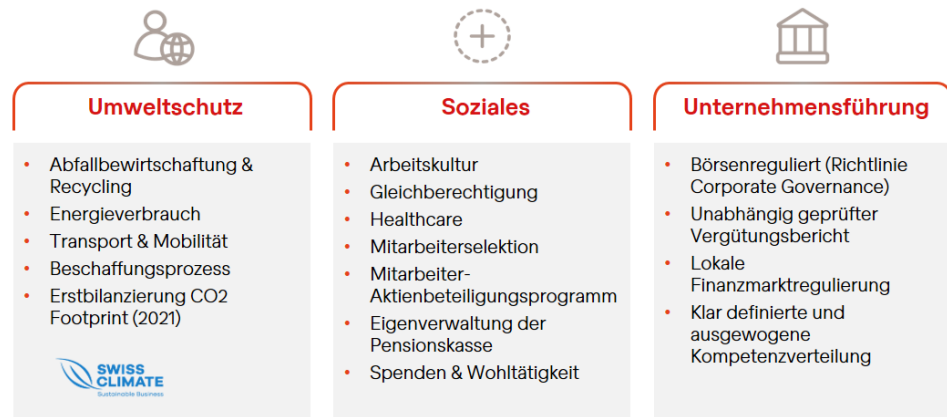 Umweltschutz
Abfallbewirtschaftung &
Recycling
Energieverbrauch
Transport & Mobilität
Beschaffungsprozess
Erstbilanzierung CO2
Footprint (2021)
SWISS
CLIMATE
Sustainable Business
Soziales
Arbeitskultur
Gleichberechtigung
Healthcare
Mitarbeiterselektion
Mitarbeiter-
Aktienbeteiligungsprogramm
Eigenverwaltung der
Pensionskasse
Spenden & Wohltätigkeit
Unternehmensführung
Börsenreguliert (Richtlinie
Corporate Governance)
Unabhängig geprüfter
Vergütungsbericht
Lokale
Finanzmarktregulierung
Klar definierte und
ausgewogene
Kompetenzverteilung